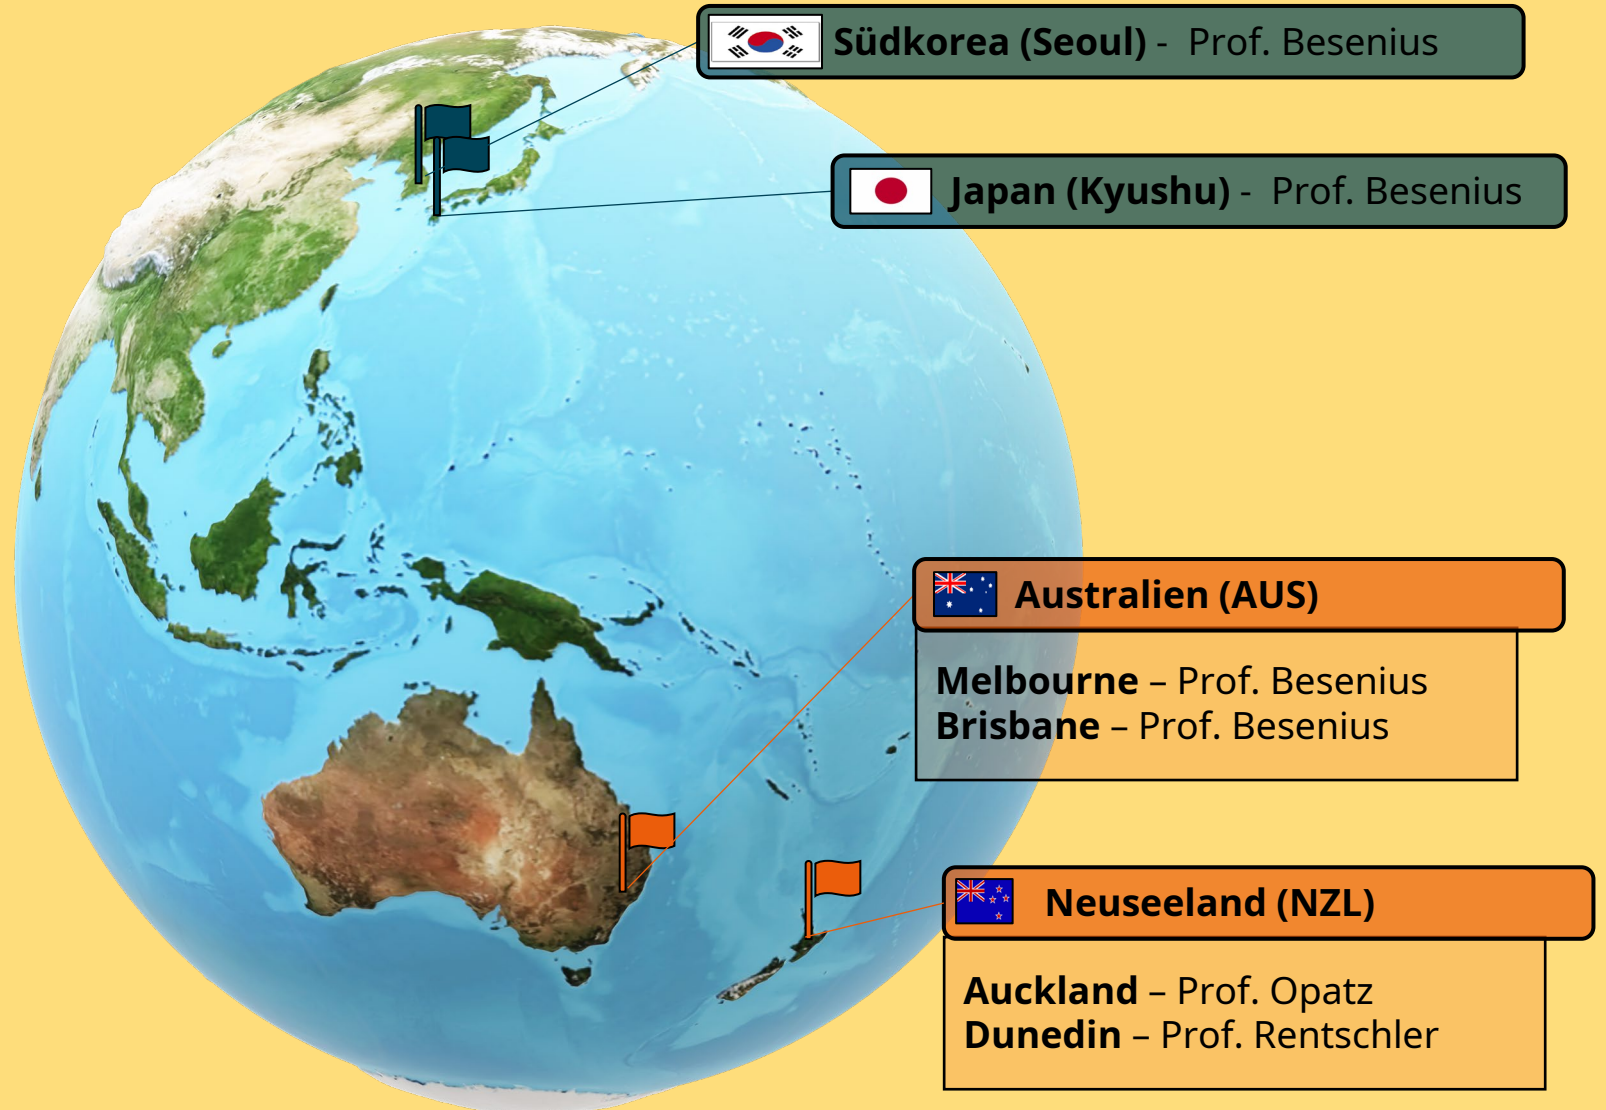 Südkorea (Seoul) - Prof. Besenius
Japan (Kyushu) - Prof. Besenius
Australien (AUS)
Melbourne – Prof. Besenius
Brisbane – Prof. Besenius
Neuseeland (NZL)
Auckland – Prof. Opatz
Dunedin – Prof. Rentschler